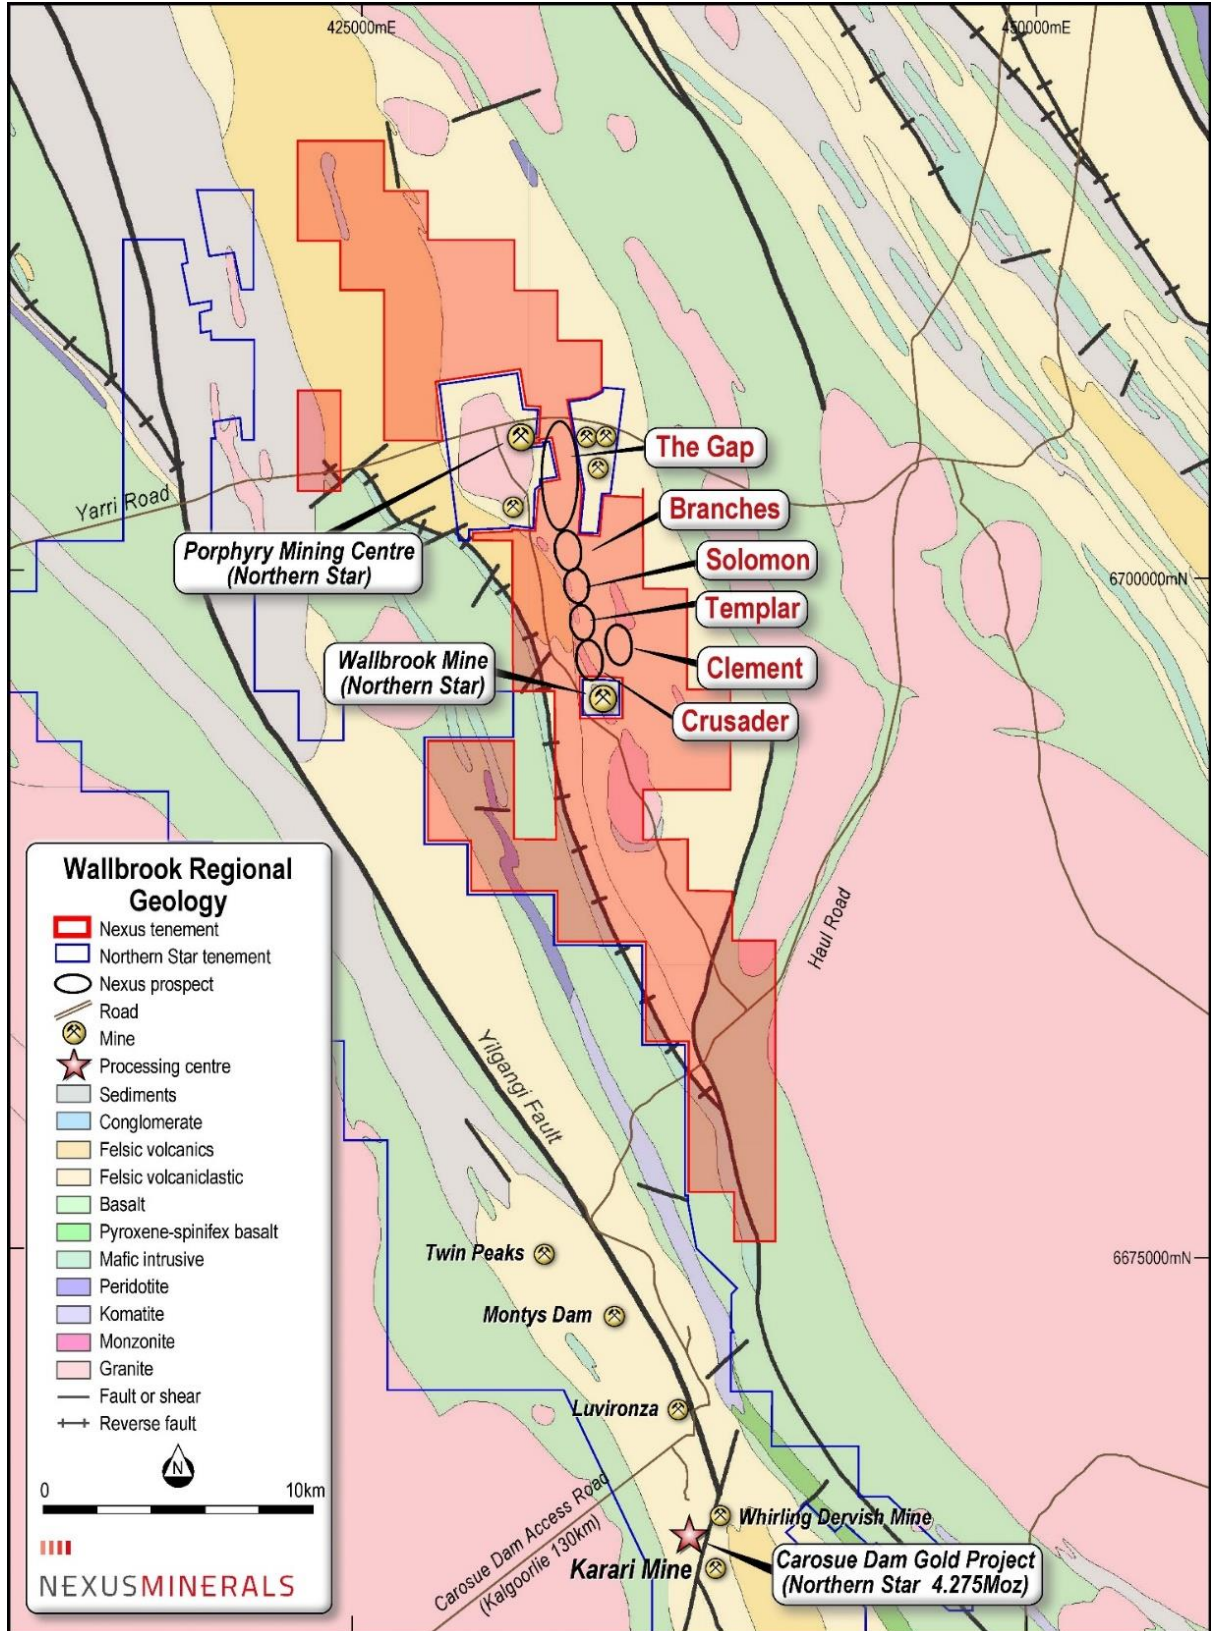 425000mE
450000mE
The Gap
Branches
Yarri Road
Porphyry Mining Centre
(Northern Star)
Solomon
6700000mN
Templar
Wallbrook Mine
(Northern Star)
Clement
Crusader
Haul Road
Yilgangi Fault
Wallbrook Regional
Geology
Nexus tenement
Northern Star tenement
Nexus prospect
Road
Mine
Processing centre
Sediments
Conglomerate
Felsic volcanics
Felsic volcaniclastic
Basalt
Pyroxene-spinifex basalt
Mafic intrusive
Peridotite
Komatite
Monzonite
Granite
Fault or shear
Reverse fault
N
0 10km
NEXUSMINERALS
Twin Peaks
6675000mN
Montys Dam
Luvironza
Carosue Dam Access Road
(Kalgoorlie 130km)
Whirling Dervish Mine
Karari Mine
Carosue Dam Gold Project
(Northern Star 4.275Moz)